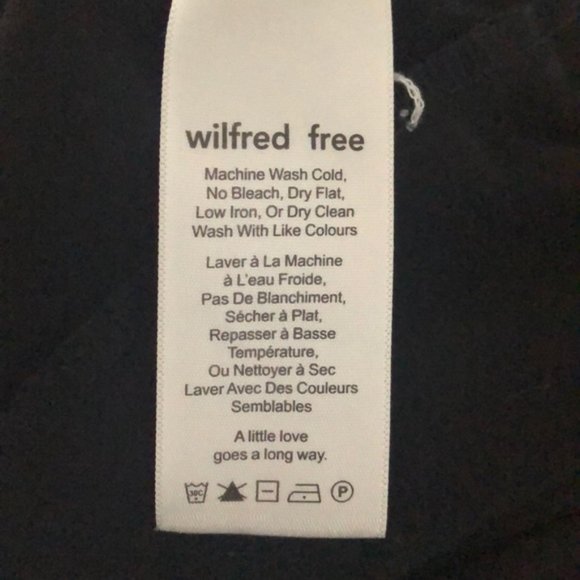 wilfred free
Machine Wash Cold,
No Bleach, Dry Flat,
Low Iron, Or Dry Clean
Wash With Like Colours
Laver à La Machine
à L'eau Froide,
Pas De Blanchiment,
Sécher à Plat,
Repasser à Basse
Température,
Ou Nettoyer à Sec
Laver Avec Des Couleurs
Semblables
A little love
goes a long way.
30C P